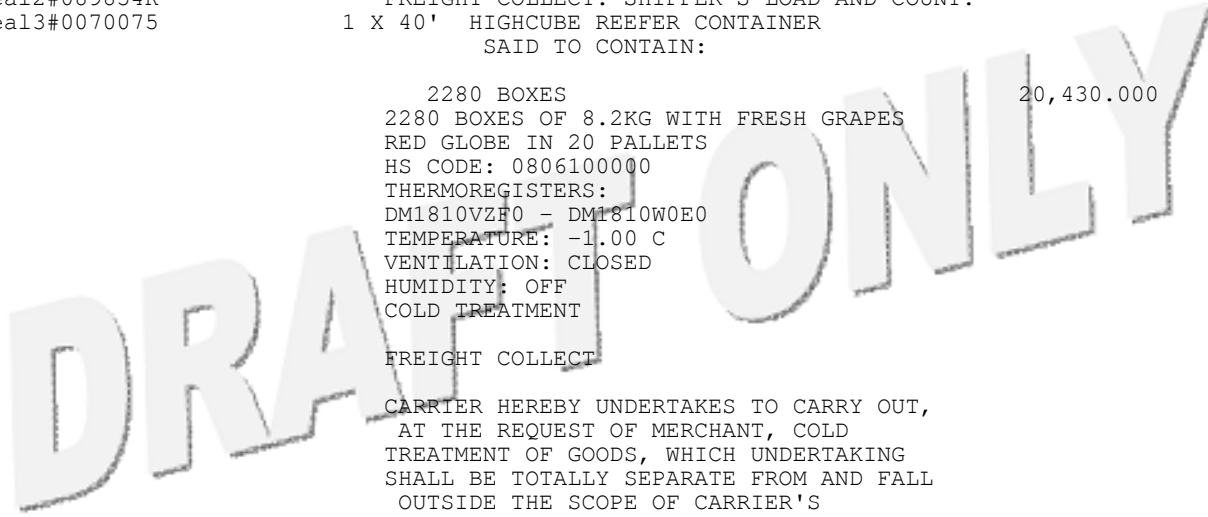 FREIGHT COLLECT. SHIPPER'S LOAD AND COUNT.
eal3#0070075 1 X 40' HIGHCUBE REEFER CONTAINER
SAID TO CONTAIN:
2280 BOXES 20,430.000
2280 BOXES OF 8.2KG WITH FRESH GRAPES
RED GLOBE IN 20 PALLETS
HS CODE: 0806100000
THERMOREGISTERS:
DM1810VZF0 - DM1810W0E0
TEMPERATURE: -1.00 C
VENTILATION: CLOSED
HUMIDITY: OFF
COLD TREATMENT
FREIGHT COLLECT
CARRIER HEREBY UNDERTAKES TO CARRY OUT,
AT THE REQUEST OF MERCHANT, COLD
TREATMENT OF GOODS, WHICH UNDERTAKING
SHALL BE TOTALLY SEPARATE FROM AND FALL
OUTSIDE THE SCOPE OF CARRIER'S
DRAFT ONLY